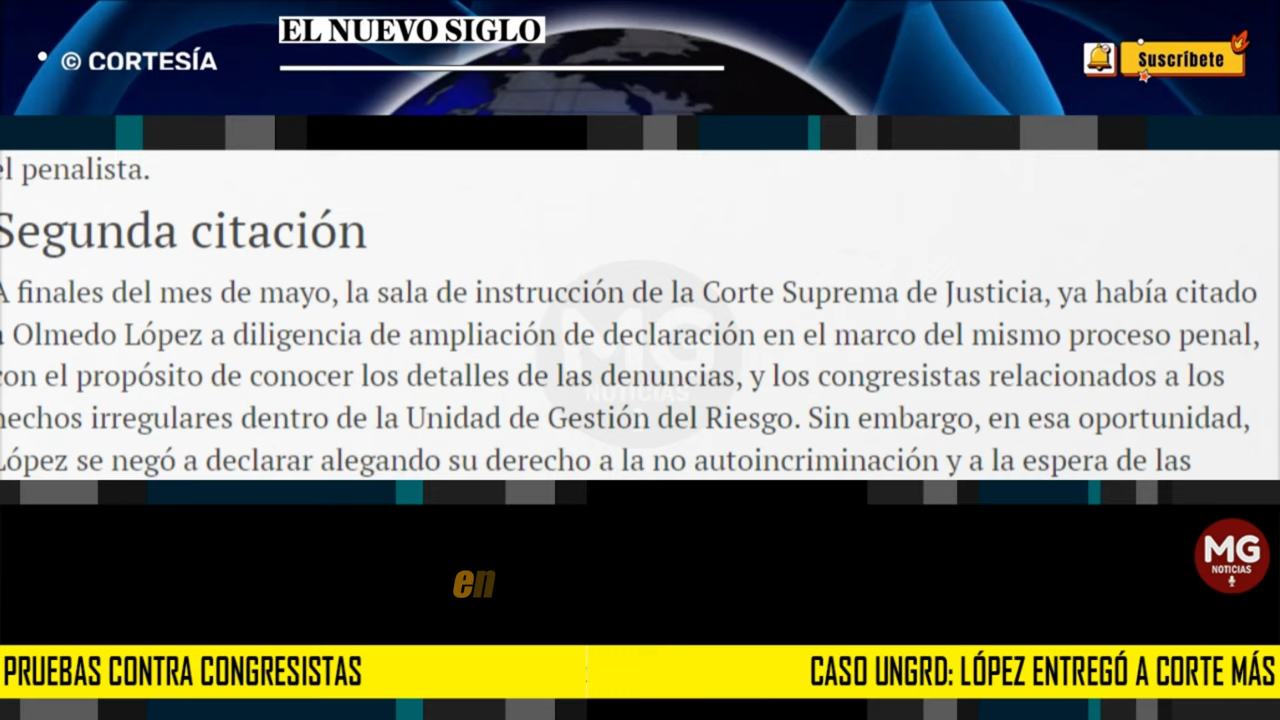 EL NUEVO SIGLO
© CORTESÍA
Suscríbete
el penalista.
Segunda citación
A finales del mes de mayo, la sala de instrucción de la Corte Suprema de Justicia, ya había citado
a Olmedo López a diligencia de ampliación de declaración en el marco del mismo proceso penal,
con el propósito de conocer los detalles de las denuncias, y los congresistas relacionados a los
hechos irregulares dentro de la Unidad de Gestión del Riesgo. Sin embargo, en esa oportunidad,
López se negó a declarar alegando su derecho a la no autoincriminación y a la espera de las
MG
NOTICIAS
MG
NOTICIAS
en
PRUEBAS CONTRA CONGRESISTAS
CASO UNGRD: LÓPEZ ENTREGÓ A CORTE MÁS